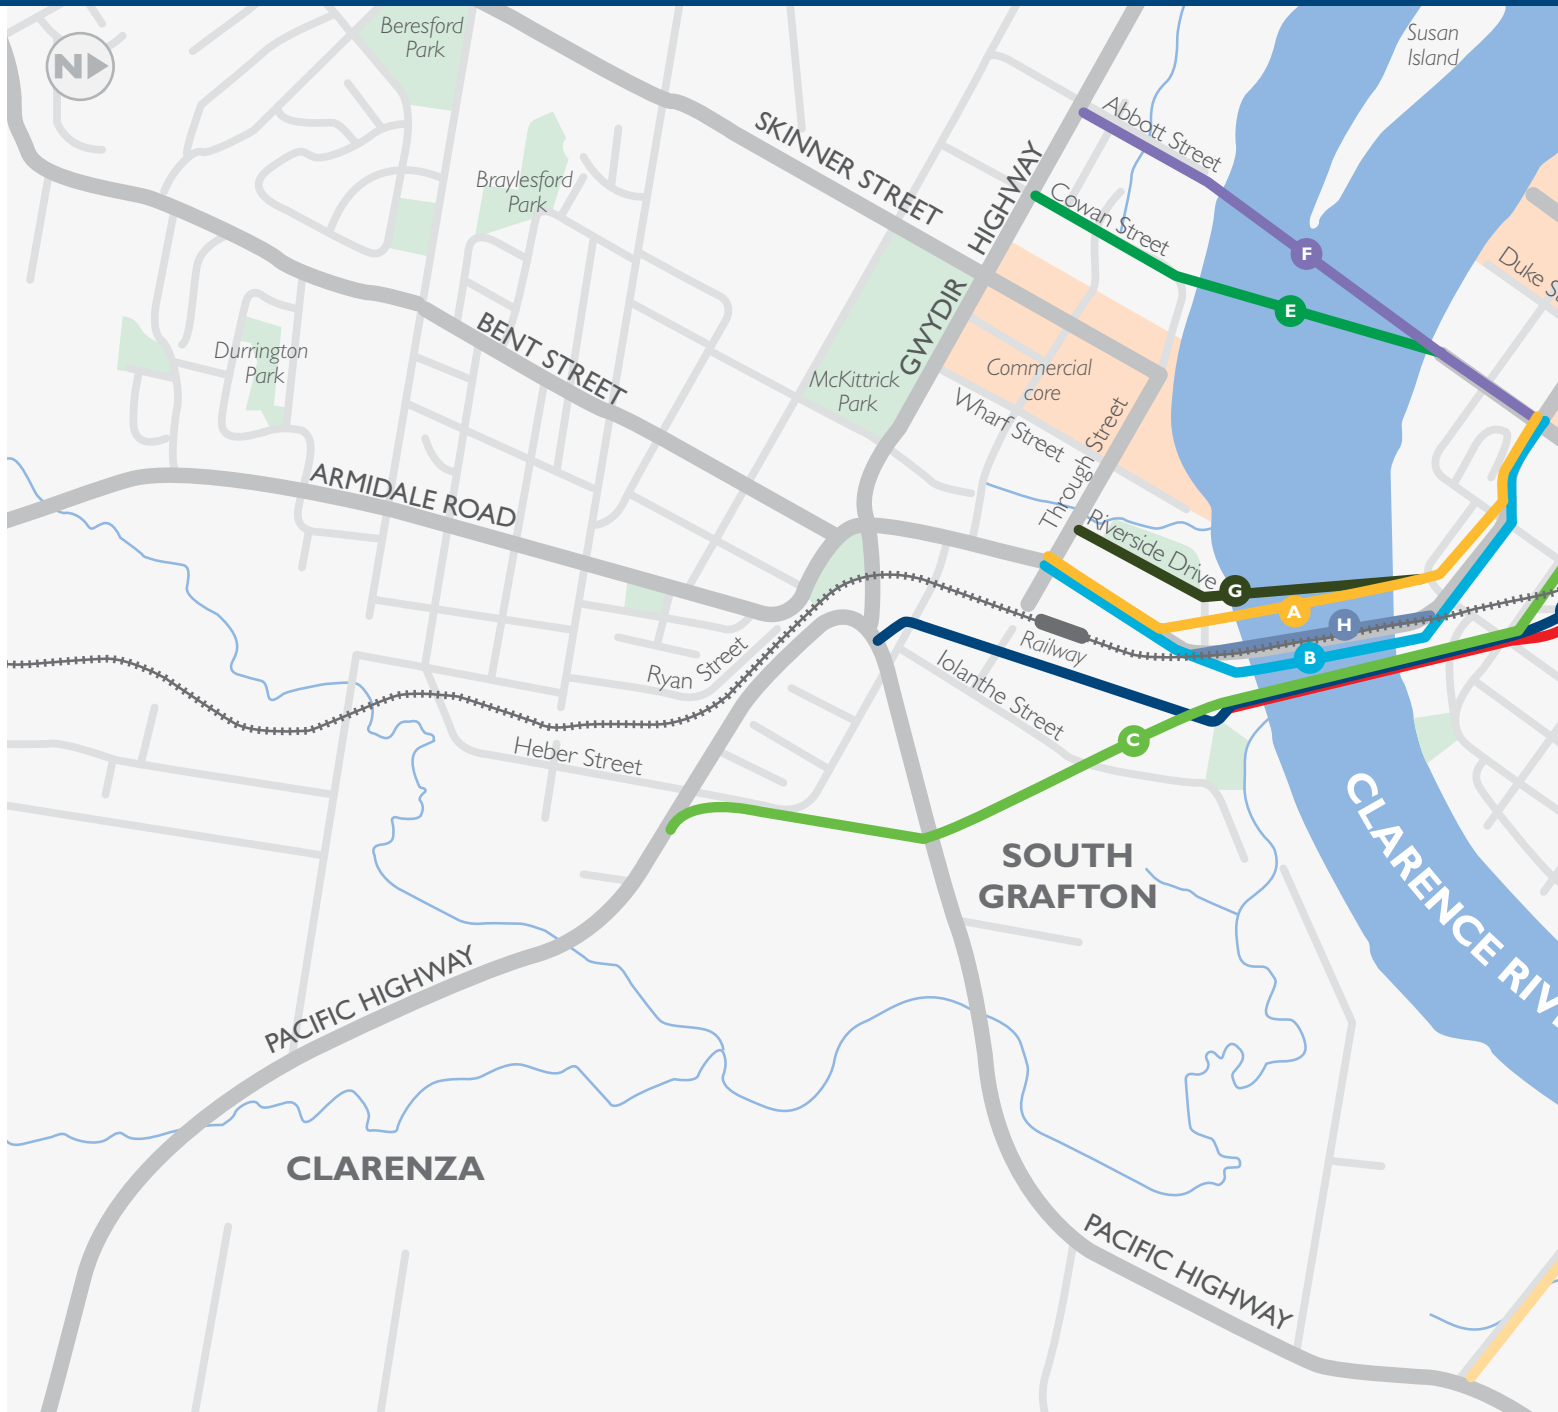 Beresford
Park
Susan
Island
N
SKINNER STREET
Abbott Street
Braylesford
Park
HIGHWAY
Cowan Street
F
Duke S
E
GWYDIR
BENT STREET
Durrington
Park
McKittrick
Park
Commercial
core
Wharf Street
Through Street
ARMIDALE ROAD
Riverside Drive
G
A
H
B
Railway
Ryan Street
Iolanthe Street
C
Heber Street
CLARENCE RIV
SOUTH
GRAFTON
PACIFIC HIGHWAY
CLARENZA
PACIFIC HIGHWAY